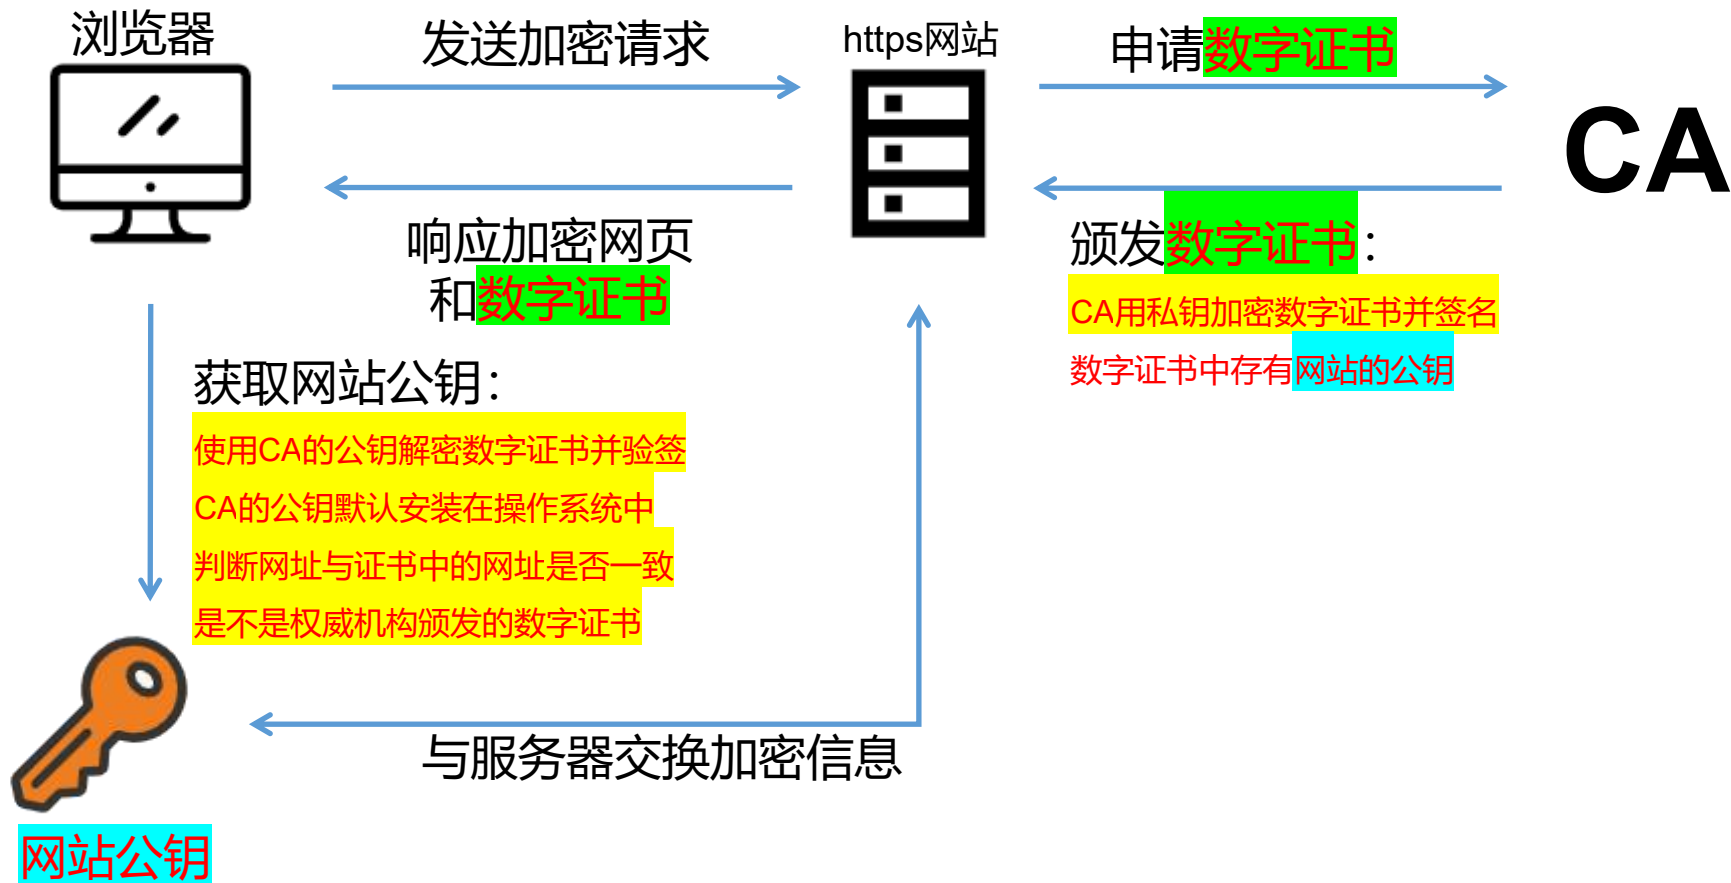 浏览器
发送加密请求
https网站
申请数字证书
CA
响应加密网页
和数字证书
颁发数字证书：
CA用私钥加密数字证书并签名
数字证书中存有网站的公钥
获取网站公钥：
使用CA的公钥解密数字证书并验签
CA的公钥默认安装在操作系统中
判断网址与证书中的网址是否一致
是不是权威机构颁发的数字证书
与服务器交换加密信息
网站公钥